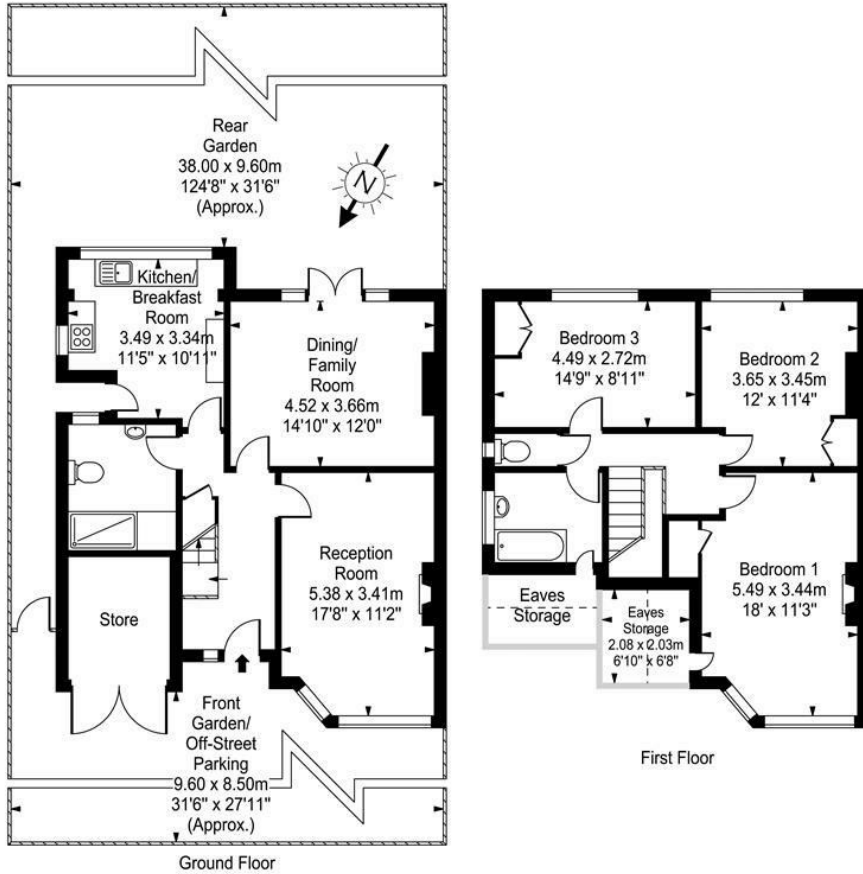 Rear
Garden
38.00 x 9.60m
124'8" x 31'6"
(Approx.)
N
Kitchen/
Breakfast
Room
3.49 x 3.34m
11'5" x 10'11"
Dining/
Family
Room
4.52 x 3.66m
14'10" x 12'0"
Reception
Room
5.38 x 3.41m
17'8" x 11'2"
Store
Front
Garden/
Off-Street
Parking
9.60 x 8.50m
31'6" x 27'11"
(Approx.)
Ground Floor
Bedroom 3
4.49 x 2.72m
14'9" x 8'11"
Bedroom 2
3.65 x 3.45m
12' x 11'4"
Bedroom 1
5.49 x 3.44m
18' x 11'3"
Eaves
Storage
Eaves
Storage
2.08 x 2.03m
6'10" x 6'8"
First Floor